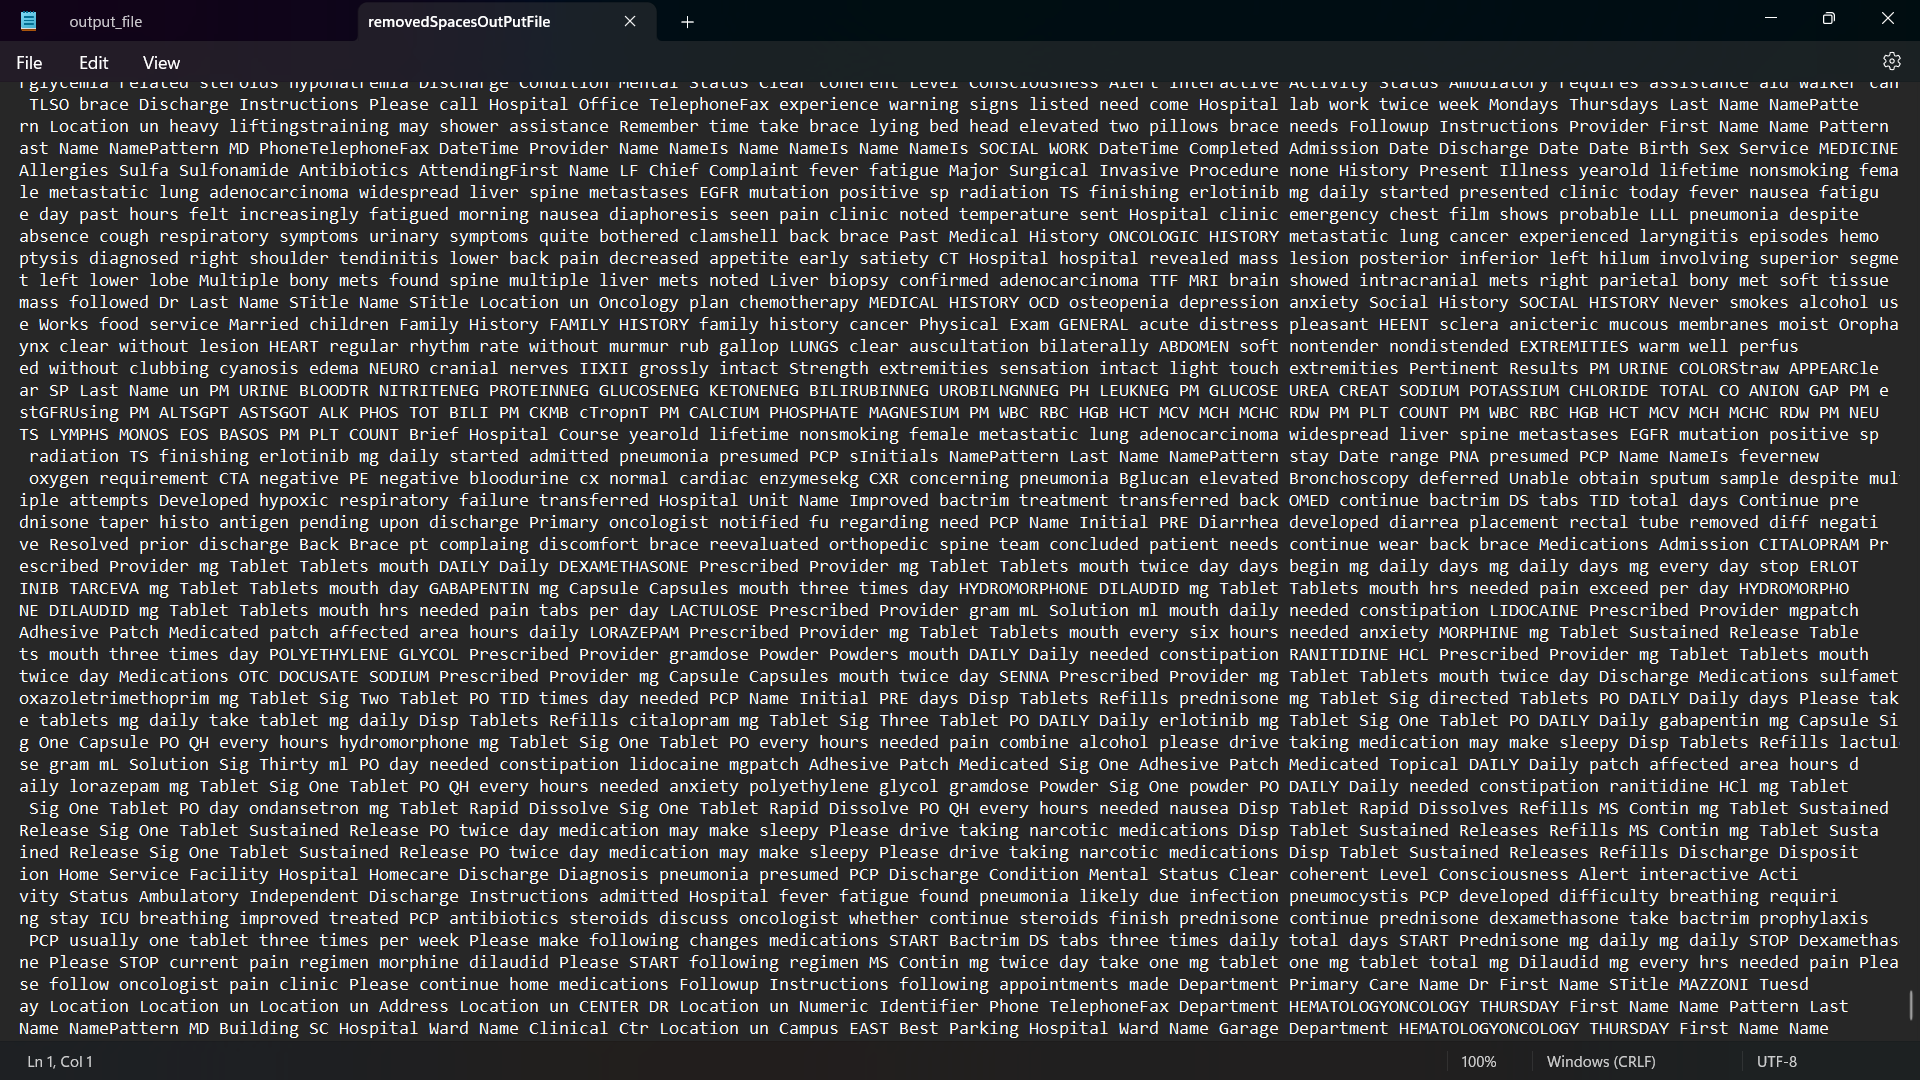 output_file
removedSpacesOutPutFile
File Edit View
rglycemia related steroids hyponatremia Discharge Condition Mental Status Clear coherent Level Consciousness Alert interactive Activity Status Ambulatory requires assistance aid walker can
TLSO brace Discharge Instructions Please call Hospital Office TelephoneFax experience warning signs listed need come Hospital lab work twice week Mondays Thursdays Last Name NamePatte
rn Location un heavy liftingstraining may shower assistance Remember time take brace lying bed head elevated two pillows brace needs Followup Instructions Provider First Name Name Pattern
ast Name NamePattern MD PhoneTelephoneFax DateTime Provider Name NameIs Name NameIs Name NameIs SOCIAL WORK DateTime Completed Admission Date Discharge Date Date Birth Sex Service MEDICINE
Allergies Sulfa Sulfonamide Antibiotics AttendingFirst Name LF Chief Complaint fever fatigue Major Surgical Invasive Procedure none History Present Illness yearold lifetime nonsmoking fema
le metastatic lung adenocarcinoma widespread liver spine metastases EGFR mutation positive sp radiation TS finishing erlotinib mg daily started presented clinic today fever nausea fatigu
e day past hours felt increasingly fatigued morning nausea diaphoresis seen pain clinic noted temperature sent Hospital clinic emergency chest film shows probable LLL pneumonia despite
absence cough respiratory symptoms urinary symptoms quite bothered clamshell back brace Past Medical History ONCOLOGIC HISTORY metastatic lung cancer experienced laryngitis episodes hemo
ptysis diagnosed right shoulder tendinitis lower back pain decreased appetite early satiety CT Hospital hospital revealed mass lesion posterior inferior left hilum involving superior segme
t left lower lobe Multiple bony mets found spine multiple liver mets noted Liver biopsy confirmed adenocarcinoma TTF MRI brain showed intracranial mets right parietal bony met soft tissue
mass followed Dr Last Name STitle Name STitle Location un Oncology plan chemotherapy MEDICAL HISTORY OCD osteopenia depression anxiety Social History SOCIAL HISTORY Never smokes alcohol us
e Works food service Married children Family History FAMILY HISTORY family history cancer Physical Exam GENERAL acute distress pleasant HEENT sclera anicteric mucous membranes moist Oropha
ynx clear without lesion HEART regular rhythm rate without murmur rub gallop LUNGS clear auscultation bilaterally ABDOMEN soft nontender nondistended EXTREMITIES warm well perfus
ed without clubbing cyanosis edema NEURO cranial nerves IIXII grossly intact Strength extremities sensation intact light touch extremities Pertinent Results PM URINE COLORStraw APPEARCle
ar SP Last Name un PM URINE BLOODTR NITRITENEG PROTEINNEG GLUCOSENEG KETONENEG BILIRUBINNEG UROBILNGNNEG PH LEUKNEG PM GLUCOSE UREA CREAT SODIUM POTASSIUM CHLORIDE TOTAL CO ANION GAP PM e
stGFRUsing PM ALTSGPT ASTSGOT ALK PHOS TOT BILI PM CKMB cTropnT PM CALCIUM PHOSPHATE MAGNESIUM PM WBC RBC HGB HCT MCV MCH MCHC RDW PM PLT COUNT PM WBC RBC HGB HCT MCV MCH MCHC RDW PM NEU
TS LYMPHS MONOS EOS BASOS PM PLT COUNT Brief Hospital Course yearold lifetime nonsmoking female metastatic lung adenocarcinoma widespread liver spine metastases EGFR mutation positive sp
radiation TS finishing erlotinib mg daily started admitted pneumonia presumed PCP sInitials NamePattern Last Name NamePattern stay Date range PNA presumed PCP Name NameIs fevernew
oxygen requirement CTA negative PE negative bloodurine cx normal cardiac enzymesekg CXR concerning pneumonia Bglucan elevated Bronchoscopy deferred Unable obtain sputum sample despite mul
iple attempts Developed hypoxic respiratory failure transferred Hospital Unit Name Improved bactrim treatment transferred back OMED continue bactrim DS tabs TID total days Continue pre
dnisone taper histo antigen pending upon discharge Primary oncologist notified fu regarding need PCP Name Initial PRE Diarrhea developed diarrea placement rectal tube removed diff negati
ve Resolved prior discharge Back Brace pt complaing discomfort brace reevaluated orthopedic spine team concluded patient needs continue wear back brace Medications Admission CITALOPRAM Pr
escribed Provider mg Tablet Tablets mouth DAILY Daily DEXAMETHASONE Prescribed Provider mg Tablet Tablets mouth twice day days begin mg daily days mg daily days mg every day stop ERLOT
INIB TARCEVA mg Tablet Tablets mouth day GABAPENTIN mg Capsule Capsules mouth three times day HYDROMORPHONE DILAUDID mg Tablet Tablets mouth hrs needed pain exceed per day HYDROMORPHO
NE DILAUDID mg Tablet Tablets mouth hrs needed pain tabs per day LACTULOSE Prescribed Provider gram mL Solution ml mouth daily needed constipation LIDOCAINE Prescribed Provider mgpatch
Adhesive Patch Medicated patch affected area hours daily LORAZEPAM Prescribed Provider mg Tablet Tablets mouth every six hours needed anxiety MORPHINE mg Tablet Sustained Release Table
ts mouth three times day POLYETHYLENE GLYCOL Prescribed Provider gramdose Powder Powders mouth DAILY Daily needed constipation RANITIDINE HCL Prescribed Provider mg Tablet Tablets mouth
twice day Medications OTC DOCUSATE SODIUM Prescribed Provider mg Capsule Capsules mouth twice day SENNA Prescribed Provider mg Tablet Tablets mouth twice day Discharge Medications sulfamet
oxazoletrimethoprim mg Tablet Sig Two Tablet PO TID times day needed PCP Name Initial PRE days Disp Tablets Refills prednisone mg Tablet Sig directed Tablets PO DAILY Daily days Please tak
e tablets mg daily take tablet mg daily Disp Tablets Refills citalopram mg Tablet Sig Three Tablet PO DAILY Daily erlotinib mg Tablet Sig One Tablet PO DAILY Daily gabapentin mg Capsule Si
g One Capsule PO QH every hours hydromorphone mg Tablet Sig One Tablet PO every hours needed pain combine alcohol please drive taking medication may make sleepy Disp Tablets Refills lactul
se gram mL Solution Sig Thirty ml PO day needed constipation lidocaine mgpatch Adhesive Patch Medicated Sig One Adhesive Patch Medicated Topical DAILY Daily patch affected area hours d
aily lorazepam mg Tablet Sig One Tablet PO QH every hours needed anxiety polyethylene glycol gramdose Powder Sig One powder PO DAILY Daily needed constipation ranitidine HCl mg Tablet
Sig One Tablet PO day ondansetron mg Tablet Rapid Dissolve Sig One Tablet Rapid Dissolve PO QH every hours needed nausea Disp Tablet Rapid Dissolves Refills MS Contin mg Tablet Sustained
Release Sig One Tablet Sustained Release PO twice day medication may make sleepy Please drive taking narcotic medications Disp Tablet Sustained Releases Refills MS Contin mg Tablet Susta
ined Release Sig One Tablet Sustained Release PO twice day medication may make sleepy Please drive taking narcotic medications Disp Tablet Sustained Releases Refills Discharge Disposit
ion Home Service Facility Hospital Homecare Discharge Diagnosis pneumonia presumed PCP Discharge Condition Mental Status Clear coherent Level Consciousness Alert interactive Acti
vity Status Ambulatory Independent Discharge Instructions admitted Hospital fever fatigue found pneumonia likely due infection pneumocystis PCP developed difficulty breathing requiri
ng stay ICU breathing improved treated PCP antibiotics steroids discuss oncologist whether continue steroids finish prednisone continue prednisone dexamethasone take bactrim prophylaxis
PCP usually one tablet three times per week Please make following changes medications START Bactrim DS tabs three times daily total days START Prednisone mg daily mg daily STOP Dexamethas
ne Please STOP current pain regimen morphine dilaudid Please START following regimen MS Contin mg twice day take one mg tablet one mg tablet total mg Dilaudid mg every hrs needed pain Plea
se follow oncologist pain clinic Please continue home medications Followup Instructions following appointments made Department Primary Care Name Dr First Name STitle MAZZONI Tuesd
ay Location Location un Location un Address Location un CENTER DR Location un Numeric Identifier Phone TelephoneFax Department HEMATOLOGYONCOLOGY THURSDAY First Name Name Pattern Last
Name NamePattern MD Building SC Hospital Ward Name Clinical Ctr Location un Campus EAST Best Parking Hospital Ward Name Garage Department HEMATOLOGYONCOLOGY THURSDAY First Name Name
Ln 1, Col 1 100% Windows (CRLF) UTF-8